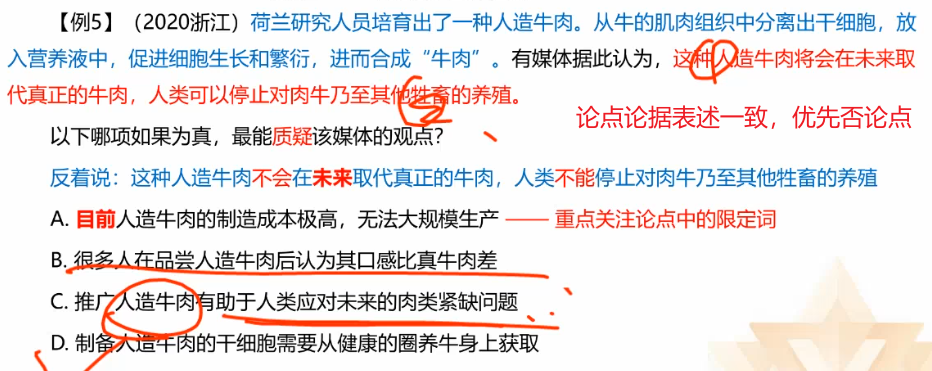 【例5】（2020浙江）荷兰研究人员培育出了一种人造牛肉。从牛的肌肉组织中分离出干细胞，放
入营养液中，促进细胞生长和繁衍，进而合成“牛肉”。有媒体据此认为，这种人造牛肉将会在未来取
代真正的牛肉，人类可以停止对肉牛乃至其他牲畜的养殖。
论点论据表述一致，优先否论点
以下哪项如果为真，最能质疑该媒体的观点？
反着说：这种人造牛肉不会在未来取代真正的牛肉，人类不能停止对肉牛乃至其他牲畜的养殖
A. 目前人造牛肉的制造成本极高，无法大规模生产 —— 重点关注论点中的限定词
B. 很多人在品尝人造牛肉后认为其口感比真牛肉差
C. 推广人造牛肉有助于人类应对未来的肉类紧缺问题
D. 制备人造牛肉的干细胞需要从健康的圈养牛身上获取